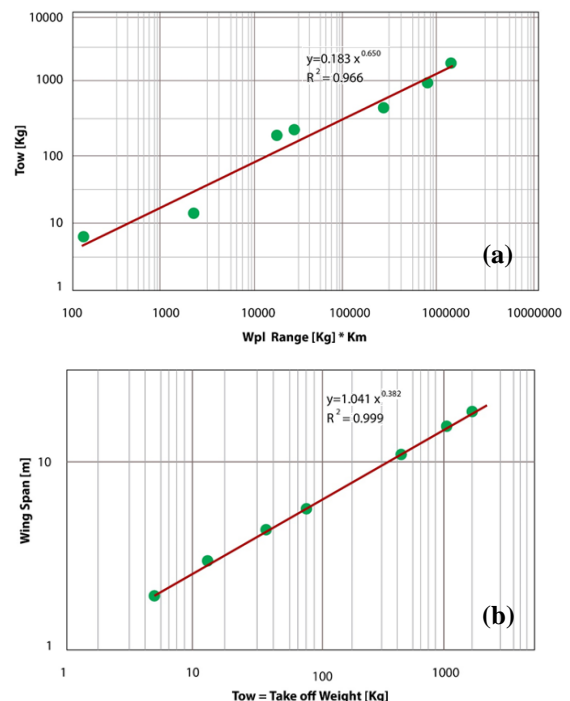 10000
1000
100
10
1
Tow [Kg]
y=0.183 x^0.650
R^2 = 0.966
(a)
100 1000 10000 100000 1000000 10000000
Wpl Range [Kg] * Km
10
1
Wing Span [m]
y=1.041 x^0.382
R^2 = 0.999
(b)
1 10 100 1000
Tow = Take off Weight [Kg]